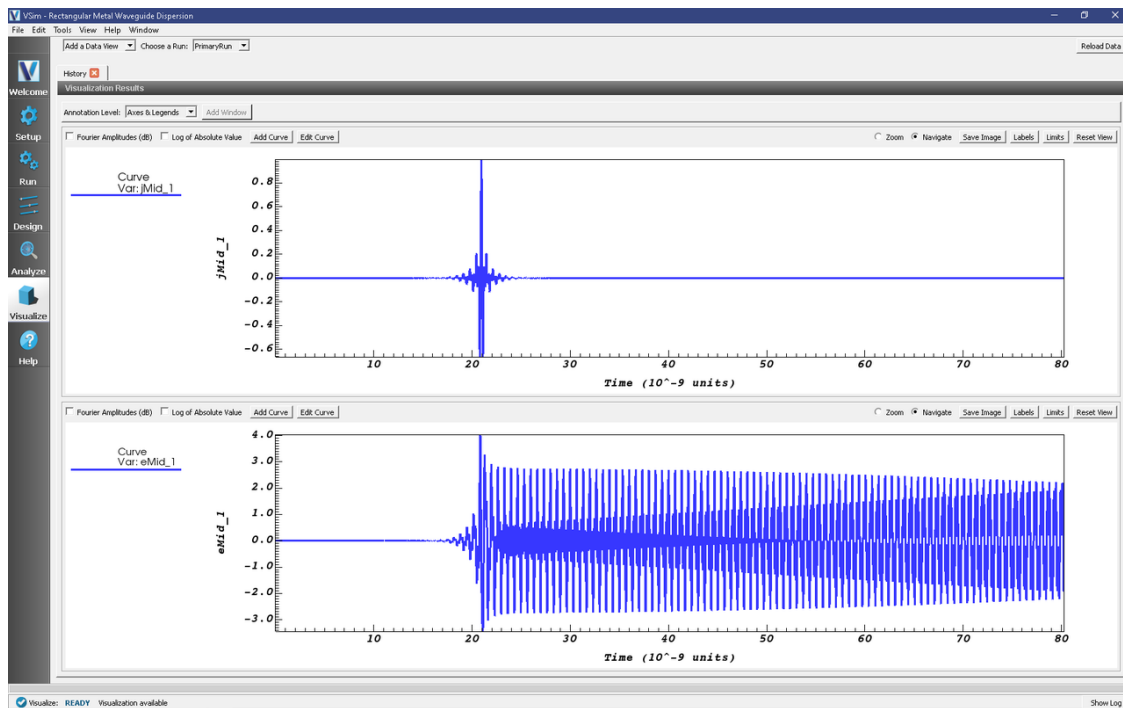 VSim - Rectangular Metal Waveguide Dispersion
File Edit Tools View Help Window
Add a Data View Choose a Run: PrimaryRun Reload Data
Welcome
Setup
Run
Design
Analyze
Visualize
Help
History
Visualization Results
Annotation Level: Axes & Legends Add Window
Fourier Amplitudes (dB) Log of Absolute Value Add Curve Edit Curve Zoom Navigate Save Image Labels Limits Reset View
Curve
Var: jMid_1
jMid_1
0.8
0.6
0.4
0.2
0.0
-0.2
-0.4
-0.6
10 20 30 40 50 60 70 80
Time (10^-9 units)
Fourier Amplitudes (dB) Log of Absolute Value Add Curve Edit Curve Zoom Navigate Save Image Labels Limits Reset View
Curve
Var: eMid_1
eMid_1
4.0
3.0
2.0
1.0
0.0
-1.0
-2.0
-3.0
10 20 30 40 50 60 70 80
Time (10^-9 units)
Visualize: READY Visualization available Show Log